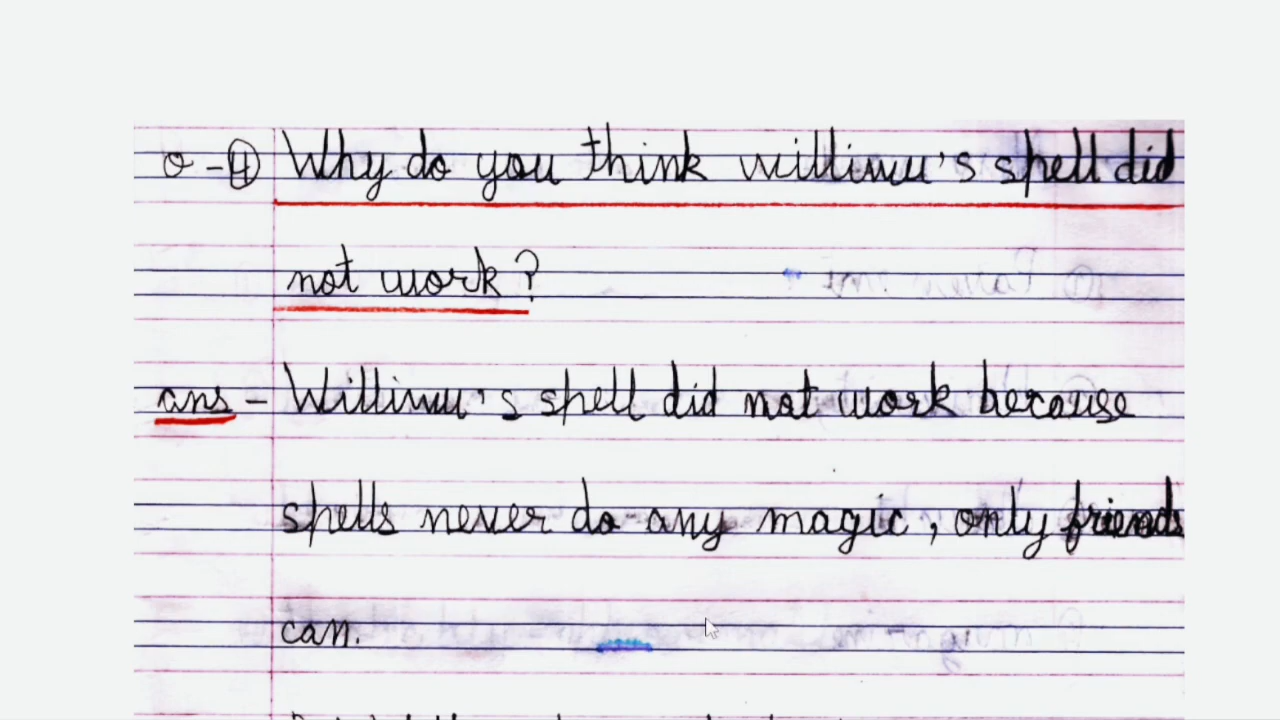 Q-④ Why do you think willimu's spell did
not work?
ans - Willimu's spell did not work because
spells never do any magic, only friends
can.